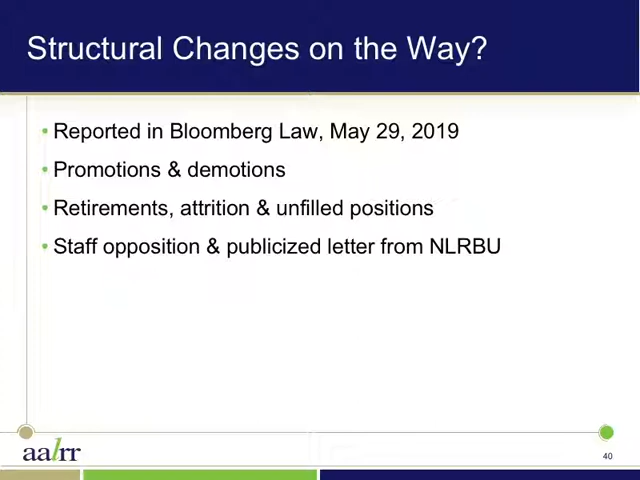 Structural Changes on the Way?
• Reported in Bloomberg Law, May 29, 2019
• Promotions & demotions
• Retirements, attrition & unfilled positions
• Staff opposition & publicized letter from NLRBU
aalrr
40